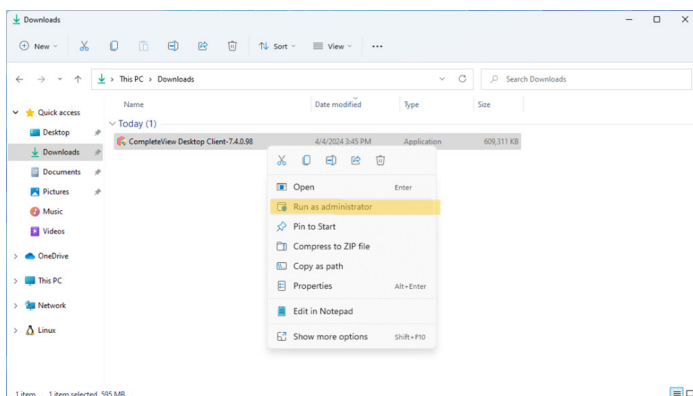 Downloads
New
Sort
View
This PC > Downloads
Search Downloads
Name
Date modified
Type
Size
Quick access
Desktop
Downloads
Documents
Pictures
Music
Videos
OneDrive
This PC
Network
Linux
Today (1)
CompleteView Desktop Client-7.4.0.98 4/4/2024 3:45 PM Application 609,311 KB
Open Enter
Run as administrator
Pin to Start
Compress to ZIP file
Copy as path
Properties Alt+Enter
Edit in Notepad
Show more options Shift+F10
1 item 1 item selected 595 MB